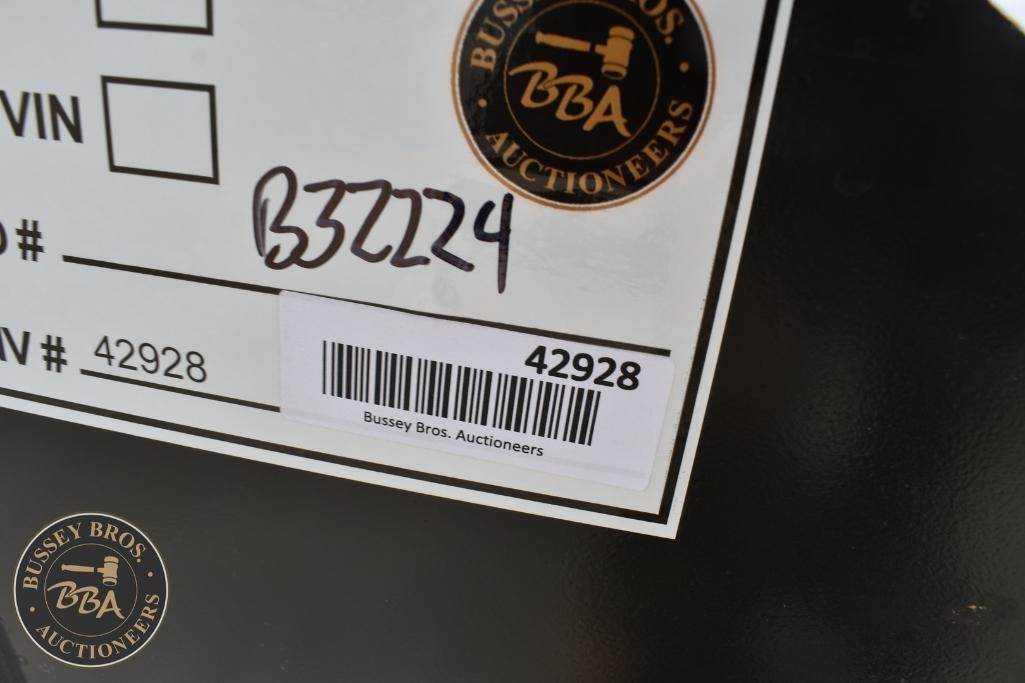 BUSSEY BROS.
BBA
AUCTIONEERS
VIN
B32224
#
# 42928
42928
Bussey Bros. Auctioneers
BUSSEY BROS.
BBA
AUCTIONEERS